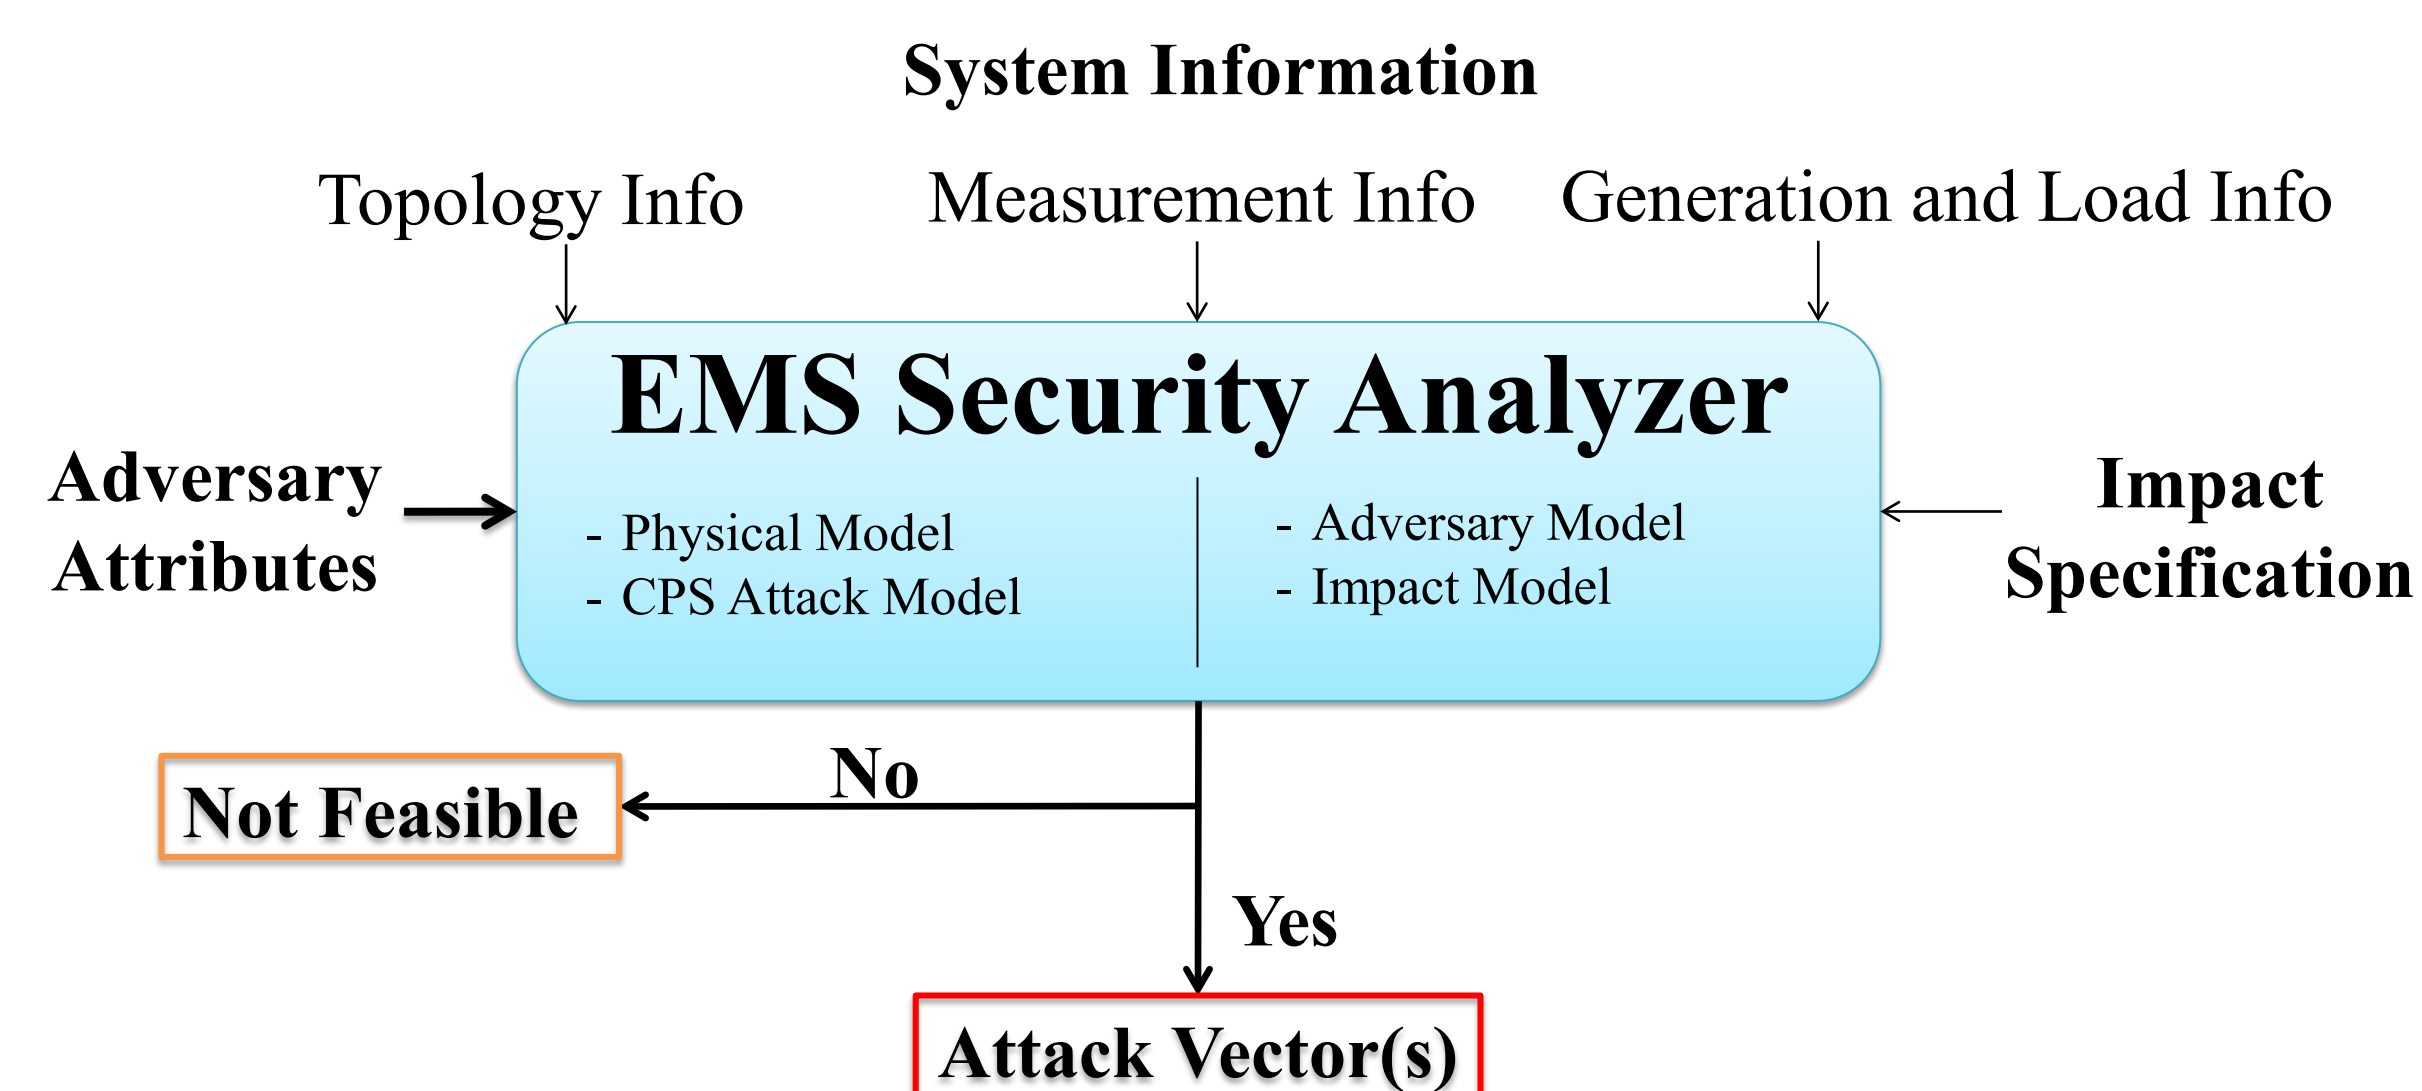 System Information
Topology Info
Measurement Info
Generation and Load Info
EMS Security Analyzer
Adversary
Attributes
- Physical Model
- CPS Attack Model
- Adversary Model
- Impact Model
Impact
Specification
No
Not Feasible
Yes
Attack Vector(s)